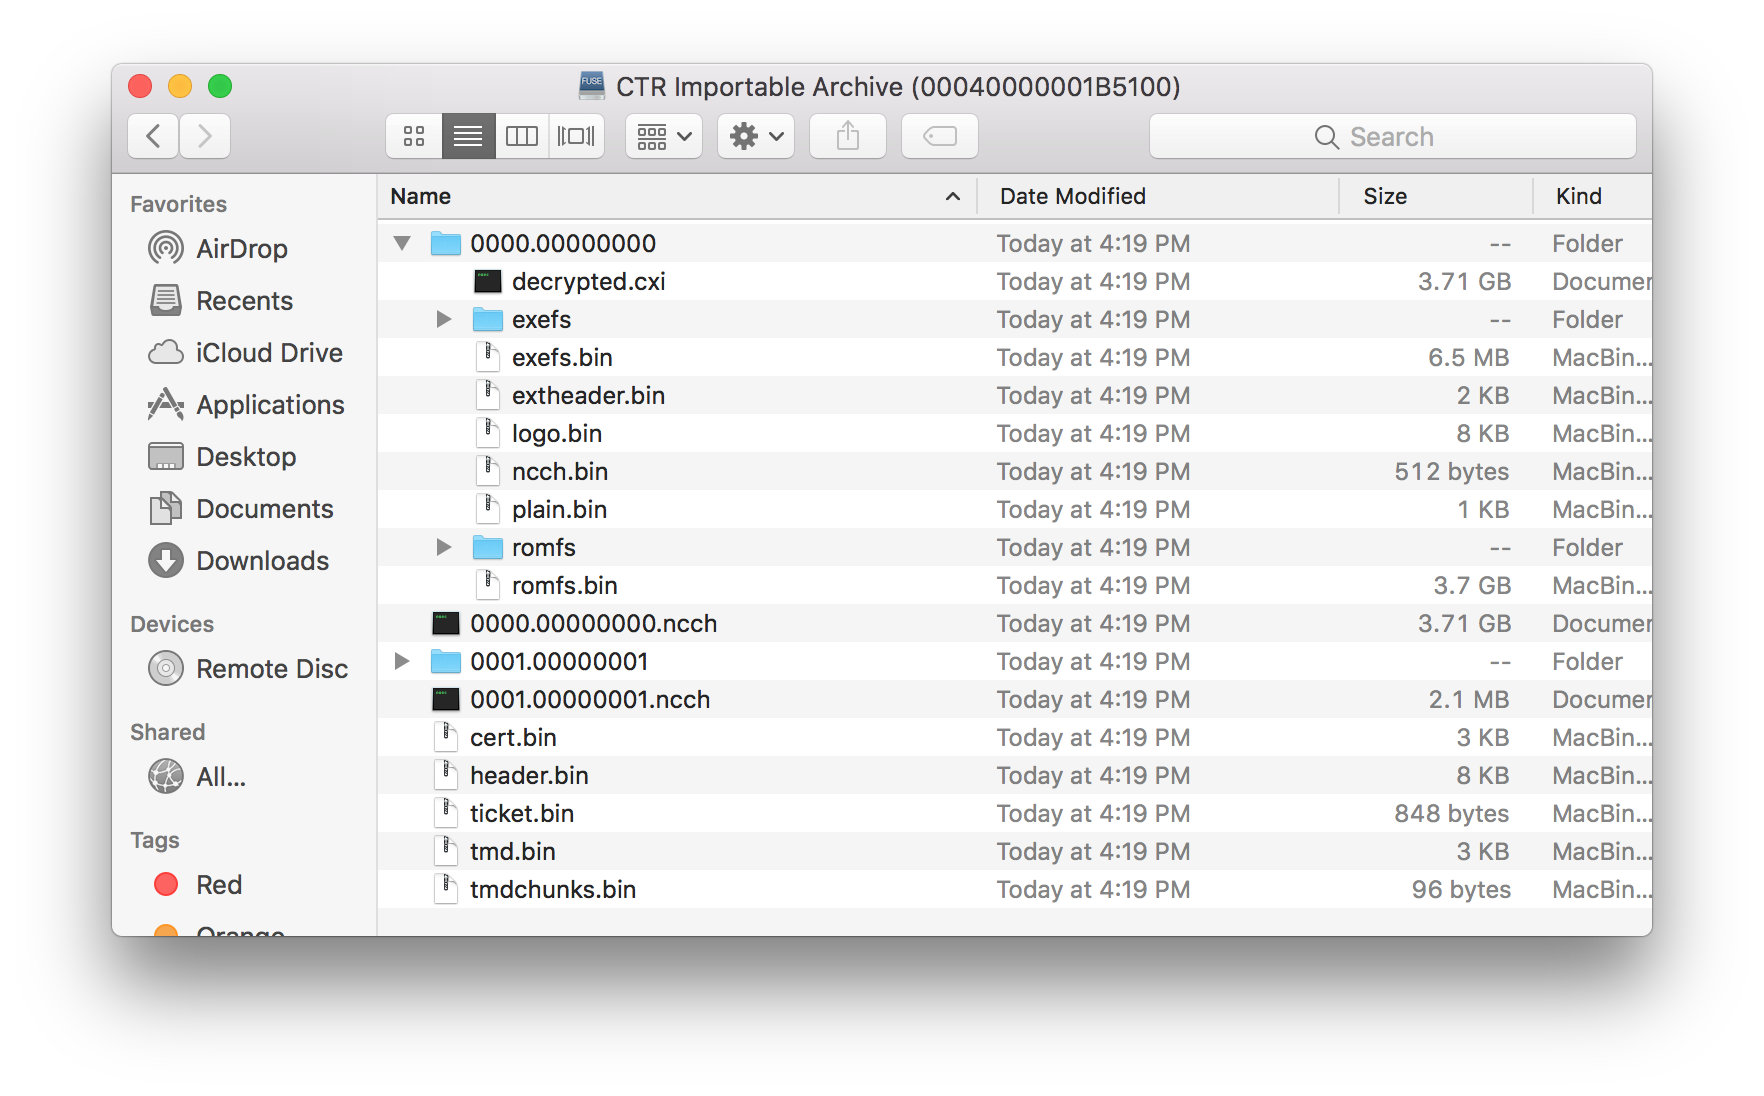 FUSE CTR Importable Archive (00040000001B5100)
Search
Favorites
AirDrop
Recents
iCloud Drive
Applications
Desktop
Documents
Downloads
Devices
Remote Disc
Shared
All...
Tags
Red
Orange
Name Date Modified Size Kind
0000.00000000 Today at 4:19 PM -- Folder
decrypted.cxi Today at 4:19 PM 3.71 GB Documen
exefs Today at 4:19 PM -- Folder
exefs.bin Today at 4:19 PM 6.5 MB MacBin...
extheader.bin Today at 4:19 PM 2 KB MacBin...
logo.bin Today at 4:19 PM 8 KB MacBin...
ncch.bin Today at 4:19 PM 512 bytes MacBin...
plain.bin Today at 4:19 PM 1 KB MacBin...
romfs Today at 4:19 PM -- Folder
romfs.bin Today at 4:19 PM 3.7 GB MacBin...
0000.00000000.ncch Today at 4:19 PM 3.71 GB Documen
0001.00000001 Today at 4:19 PM -- Folder
0001.00000001.ncch Today at 4:19 PM 2.1 MB Documen
cert.bin Today at 4:19 PM 3 KB MacBin...
header.bin Today at 4:19 PM 8 KB MacBin...
ticket.bin Today at 4:19 PM 848 bytes MacBin...
tmd.bin Today at 4:19 PM 3 KB MacBin...
tmdchunks.bin Today at 4:19 PM 96 bytes MacBin...